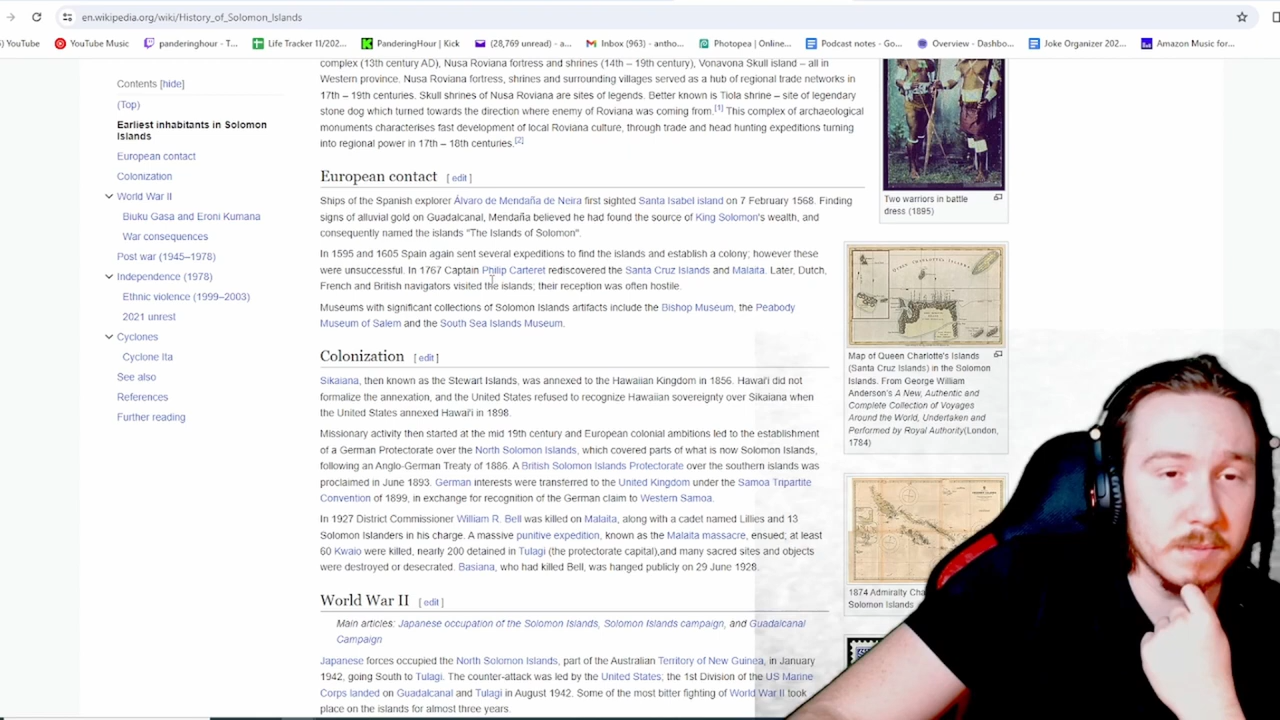 en.wikipedia.org/wiki/History_of_Solomon_Islands
) YouTube YouTube Music panderinghour - T... Life Tracker 11/202... PanderingHour | Kick (28,769 unread) - a... Inbox (963) - antho... Photopea | Online... Podcast notes - Go... Overview - Dashbo... Joke Organizer 202... Amazon Music for...
Contents [hide]
(Top)
Earliest inhabitants in Solomon
Islands
European contact
Colonization
World War II
Biuku Gasa and Eroni Kumana
War consequences
Post war (1945–1978)
Independence (1978)
Ethnic violence (1999–2003)
2021 unrest
Cyclones
Cyclone Ita
See also
References
Further reading
complex (13th century AD), Nusa Roviana fortress and shrines (14th – 19th century), Vonavona Skull island – all in
Western province. Nusa Roviana fortress, shrines and surrounding villages served as a hub of regional trade networks in
17th – 19th centuries. Skull shrines of Nusa Roviana are sites of legends. Better known is Tiola shrine – site of legendary
stone dog which turned towards the direction where enemy of Roviana was coming from.[1] This complex of archaeological
monuments characterises fast development of local Roviana culture, through trade and head hunting expeditions turning
into regional power in 17th – 18th centuries.[2]
European contact [ edit ]
Ships of the Spanish explorer Álvaro de Mendaña de Neira first sighted Santa Isabel island on 7 February 1568. Finding
signs of alluvial gold on Guadalcanal, Mendaña believed he had found the source of King Solomon's wealth, and
consequently named the islands "The Islands of Solomon".
In 1595 and 1605 Spain again sent several expeditions to find the islands and establish a colony; however these
were unsuccessful. In 1767 Captain Philip Carteret rediscovered the Santa Cruz Islands and Malaita. Later, Dutch,
French and British navigators visited the islands; their reception was often hostile.
Museums with significant collections of Solomon Islands artifacts include the Bishop Museum, the Peabody
Museum of Salem and the South Sea Islands Museum.
Colonization [ edit ]
Sikaiana, then known as the Stewart Islands, was annexed to the Hawaiian Kingdom in 1856. Hawai'i did not
formalize the annexation, and the United States refused to recognize Hawaiian sovereignty over Sikaiana when
the United States annexed Hawai'i in 1898.
Missionary activity then started at the mid 19th century and European colonial ambitions led to the establishment
of a German Protectorate over the North Solomon Islands, which covered parts of what is now Solomon Islands,
following an Anglo-German Treaty of 1886. A British Solomon Islands Protectorate over the southern islands was
proclaimed in June 1893. German interests were transferred to the United Kingdom under the Samoa Tripartite
Convention of 1899, in exchange for recognition of the German claim to Western Samoa.
In 1927 District Commissioner William R. Bell was killed on Malaita, along with a cadet named Lillies and 13
Solomon Islanders in his charge. A massive punitive expedition, known as the Malaita massacre, ensued; at least
60 Kwaio were killed, nearly 200 detained in Tulagi (the protectorate capital),and many sacred sites and objects
were destroyed or desecrated. Basiana, who had killed Bell, was hanged publicly on 29 June 1928.
World War II [ edit ]
Main articles: Japanese occupation of the Solomon Islands, Solomon Islands campaign, and Guadalcanal
Campaign
Japanese forces occupied the North Solomon Islands, part of the Australian Territory of New Guinea, in January
1942, going South to Tulagi. The counter-attack was led by the United States; the 1st Division of the US Marine
Corps landed on Guadalcanal and Tulagi in August 1942. Some of the most bitter fighting of World War II took
place on the islands for almost three years.
Two warriors in battle
dress (1895)
QUEEN CHARLOTTE'S ISLANDS
Map of Queen Charlotte's Islands
(Santa Cruz Islands) in the Solomon
Islands. From George William
Anderson's A New, Authentic and
Complete Collection of Voyages
Around the World, Undertaken and
Performed by Royal Authority(London,
1784)
1874 Admiralty Cha
Solomon Islands